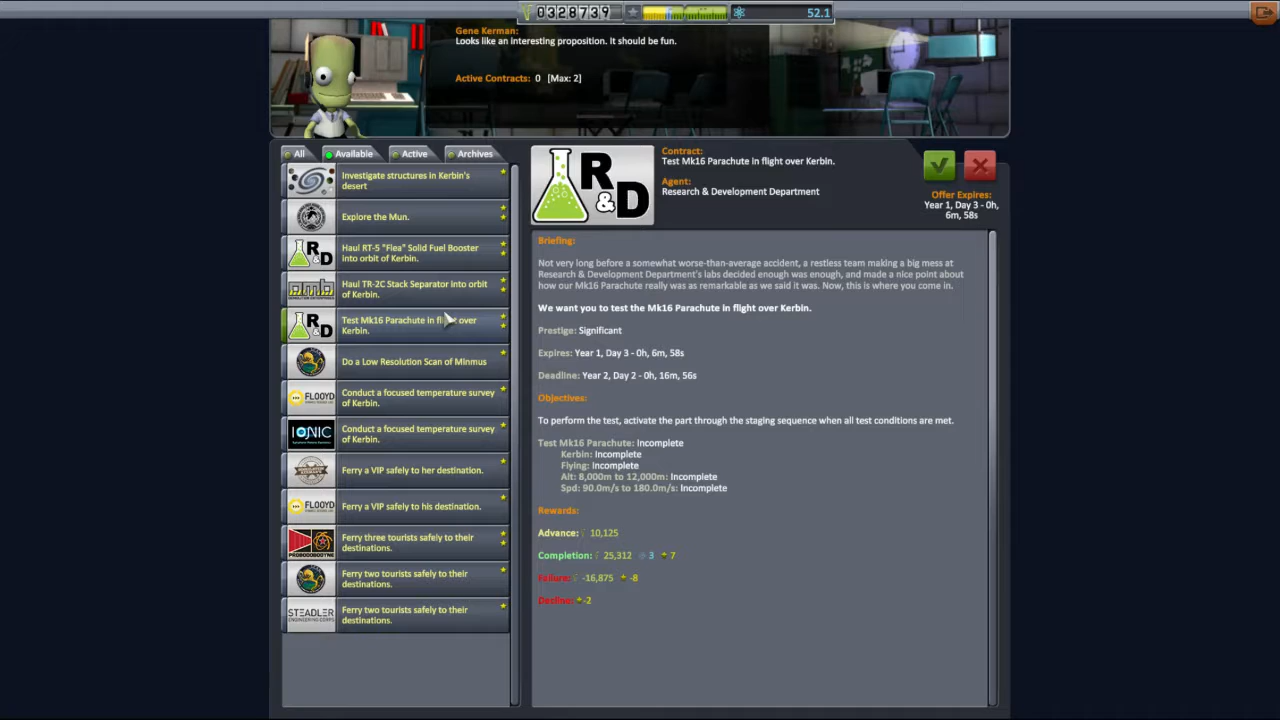 0328739
52.1
Gene Kerman:
Looks like an interesting proposition. It should be fun.
Active Contracts: 0 [Max: 2]
All
Available
Active
Archives
Investigate structures in Kerbin's
desert
Explore the Mun.
R&D
Haul RT-5 "Flea" Solid Fuel Booster
into orbit of Kerbin.
Haul TR-2C Stack Separator into orbit
of Kerbin.
R&D
Test Mk16 Parachute in flight over
Kerbin.
Do a Low Resolution Scan of Minmus
FLOOYD
Conduct a focused temperature survey
of Kerbin.
IONIC
Conduct a focused temperature survey
of Kerbin.
Ferry a VIP safely to her destination.
FLOOYD
Ferry a VIP safely to his destination.
PROBODOBODYNE
Ferry three tourists safely to their
destinations.
Ferry two tourists safely to their
destinations.
STEADLER
ENGINEERING CORPS
Ferry two tourists safely to their
destinations.
R&D
Contract:
Test Mk16 Parachute in flight over Kerbin.
Agent:
Research & Development Department
Offer Expires:
Year 1, Day 3 - 0h,
6m, 58s
Briefing:
Not very long before a somewhat worse-than-average accident, a restless team making a big mess at
Research & Development Department's labs decided enough was enough, and made a nice point about
how our Mk16 Parachute really was as remarkable as we said it was. Now, this is where you come in.
We want you to test the Mk16 Parachute in flight over Kerbin.
Prestige: Significant
Expires: Year 1, Day 3 - 0h, 6m, 58s
Deadline: Year 2, Day 2 - 0h, 16m, 56s
Objectives:
To perform the test, activate the part through the staging sequence when all test conditions are met.
Test Mk16 Parachute: Incomplete
Kerbin: Incomplete
Flying: Incomplete
Alt: 8,000m to 12,000m: Incomplete
Spd: 90.0m/s to 180.0m/s: Incomplete
Rewards:
Advance: 10,125
Completion: 25,312 3 7
Failure: -16,875 -8
Decline: -2